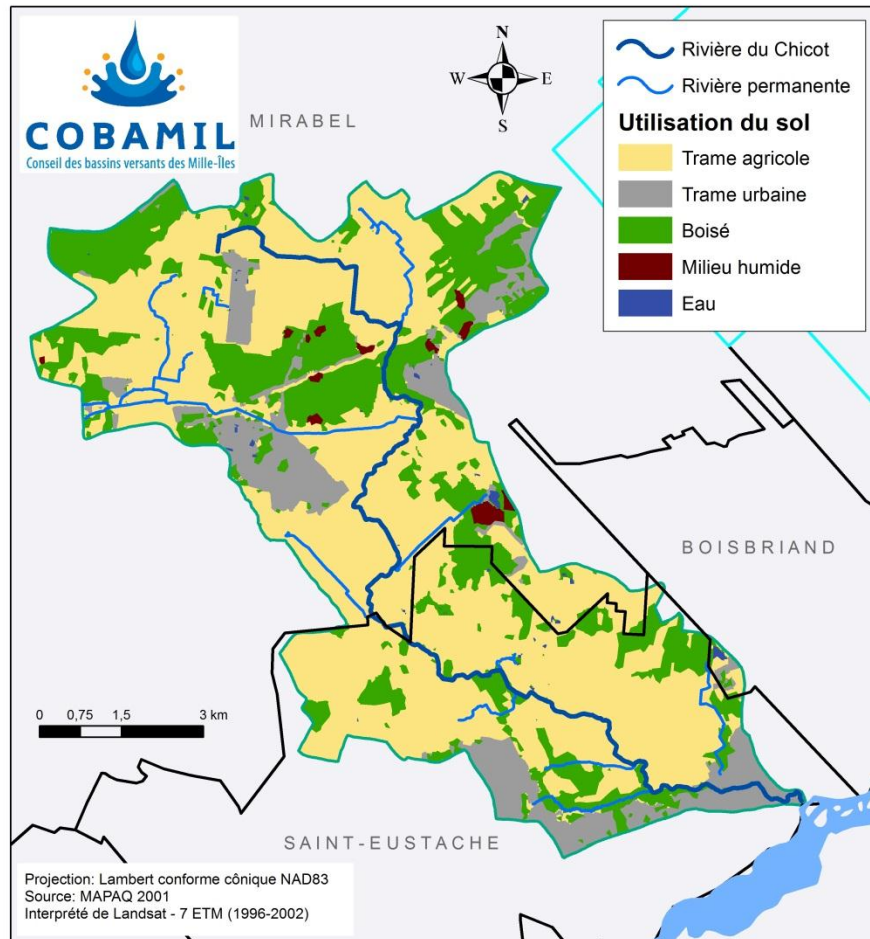 COBAMIL
Conseil des bassins versants des Mille-Îles
MIRABEL
N
W
E
S
Rivière du Chicot
Rivière permanente
Utilisation du sol
Trame agricole
Trame urbaine
Boisé
Milieu humide
Eau
BOISBRIAND
0 0,75 1,5 3 km
SAINT-EUSTACHE
Projection: Lambert conforme cônique NAD83
Source: MAPAQ 2001
Interprété de Landsat - 7 ETM (1996-2002)